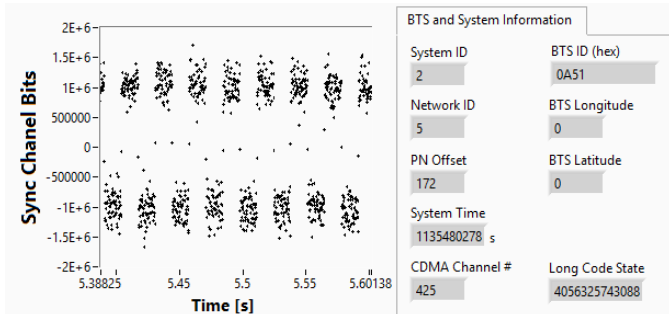 Sync Chanel Bits
2E+6
1.5E+6
1E+6
500000
0
-500000
-1E+6
-1.5E+6
-2E+6
5.38825
5.45
5.5
5.55
5.60138
Time [s]
BTS and System Information
System ID
2
BTS ID (hex)
0A51
Network ID
5
BTS Longitude
0
PN Offset
172
BTS Latitude
0
System Time
1135480278 s
CDMA Channel #
425
Long Code State
4056325743088